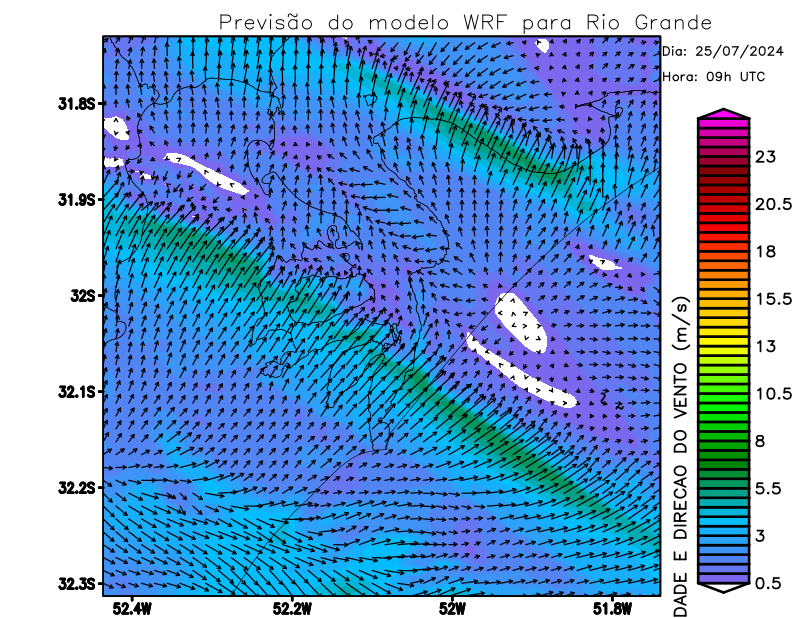 Previsão do modelo WRF para Rio Grande
Dia: 25/07/2024
Hora: 09h UTC
31.8S
31.9S
32S
32.1S
32.2S
32.3S
52.4W
52.2W
52W
51.8W
23
20.5
18
15.5
13
10.5
8
5.5
3
0.5
DADE E DIRECAO DO VENTO (m/s)